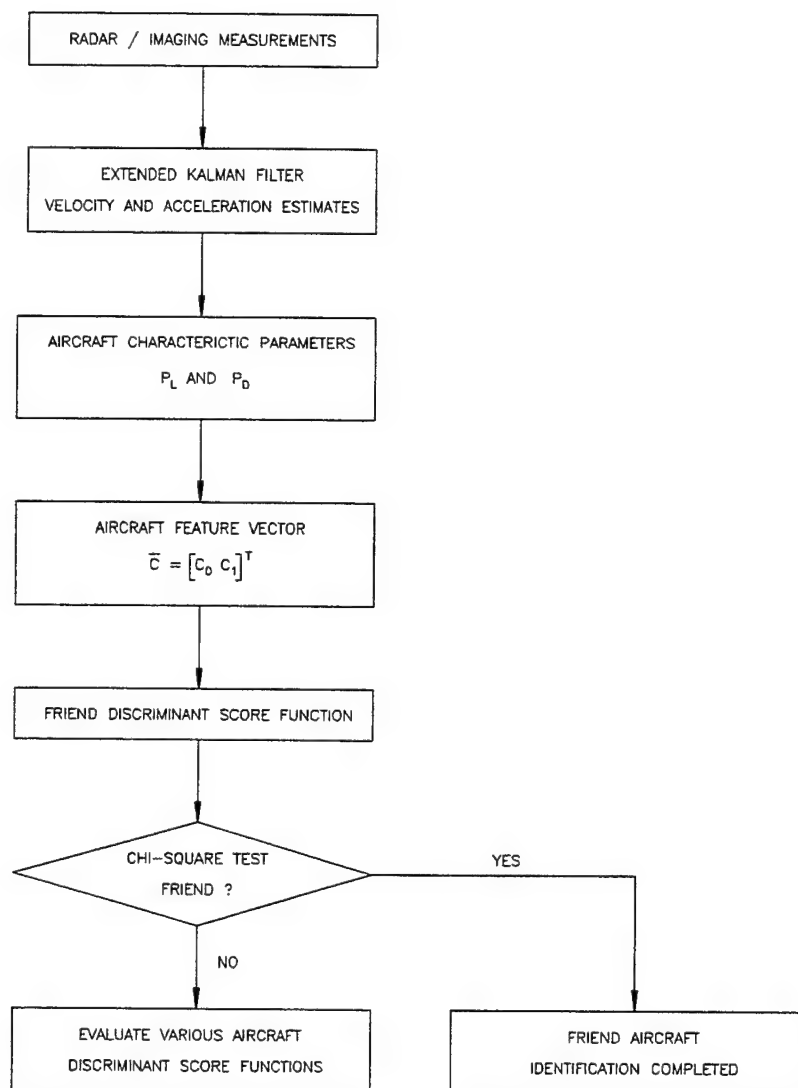 RADAR / IMAGING MEASUREMENTS
EXTENDED KALMAN FILTER
VELOCITY AND ACCELERATION ESTIMATES
AIRCRAFT CHARACTERICTIC PARAMETERS
P_L AND P_D
AIRCRAFT FEATURE VECTOR
C̅ = [C_0 C_1]^T
FRIEND DISCRIMINANT SCORE FUNCTION
CHI-SQUARE TEST
FRIEND ?
YES
NO
EVALUATE VARIOUS AIRCRAFT
DISCRIMINANT SCORE FUNCTIONS
FRIEND AIRCRAFT
IDENTIFICATION COMPLETED